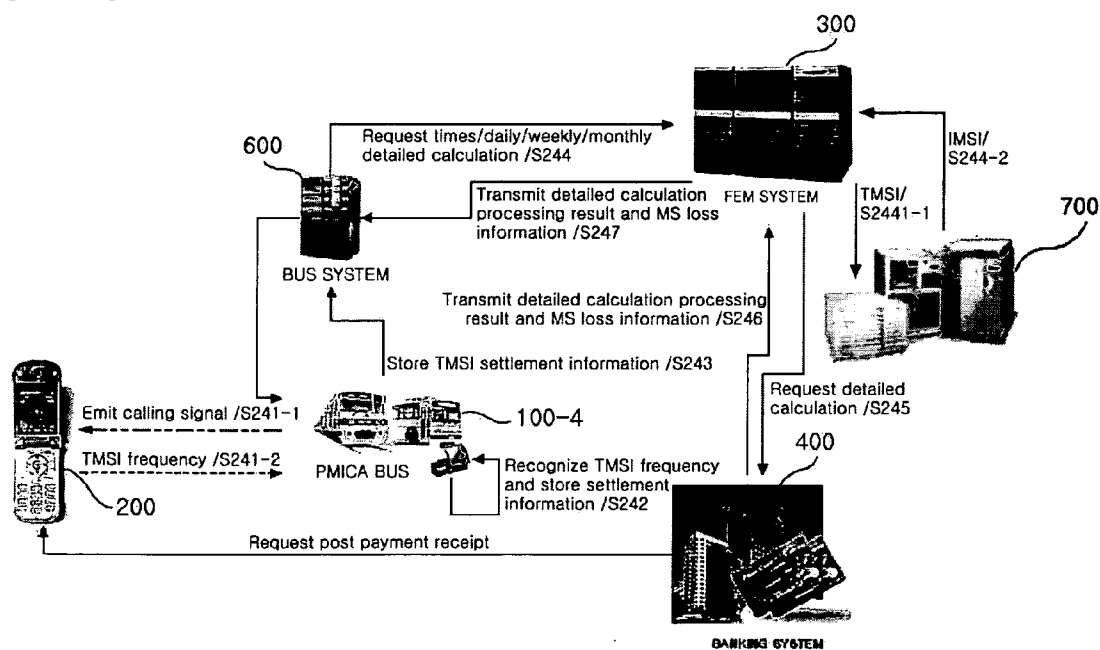 300
Request times/daily/weekly/monthly
detailed calculation /S244
IMSI/
S244-2
600
Transmit detailed calculation
processing result and MS loss
information /S247
FEM SYSTEM
TMSI/
S2441-1
700
BUS SYSTEM
Transmit detailed calculation processing
result and MS loss information /S246
Store TMSI settlement information /S243
Request detailed
calculation /S245
Emit calling signal /S241-1
100-4
TMSI frequency /S241-2
PMICA BUS
Recognize TMSI frequency
and store settlement
information /S242
400
200
Request post payment receipt
BANKING SYSTEM